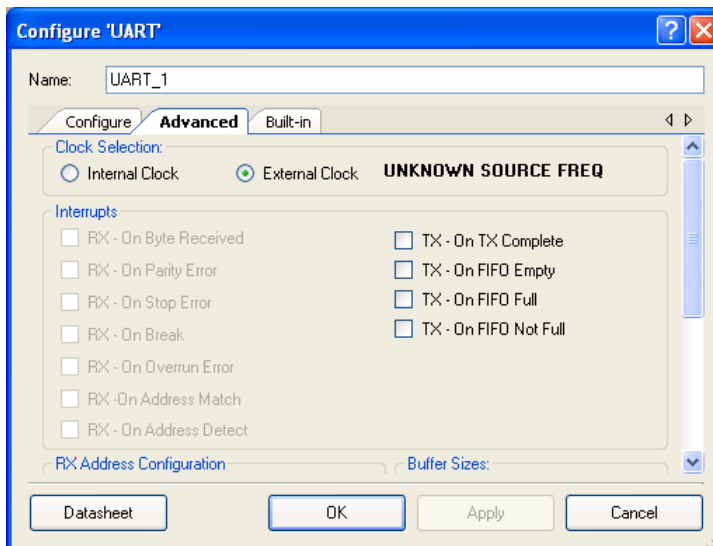 Configure 'UART'
Name: UART_1
Configure Advanced Built-in
Clock Selection:
Internal Clock External Clock UNKNOWN SOURCE FREQ
Interrupts
RX - On Byte Received
RX - On Parity Error
RX - On Stop Error
RX - On Break
RX - On Overrun Error
RX -On Address Match
RX - On Address Detect
TX - On TX Complete
TX - On FIFO Empty
TX - On FIFO Full
TX - On FIFO Not Full
RX Address Configuration Buffer Sizes:
Datasheet OK Apply Cancel